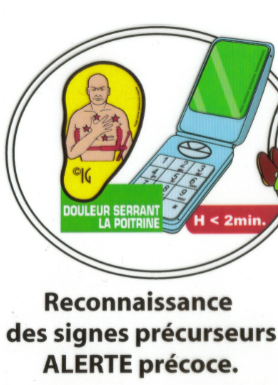 ©IG
DOULEUR SERRANT
LA POITRINE
H < 2min.
Reconnaissance
des signes précurseurs
ALERTE précoce.